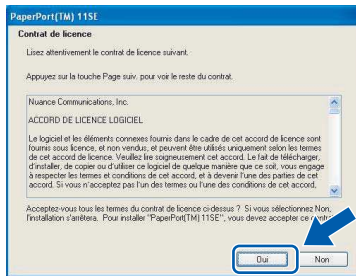 PaperPort(TM) 11SE
Contrat de licence
Lisez attentivement le contrat de licence suivant.
Appuyez sur la touche Page suiv. pour voir le reste du contrat.
Nuance Communications, Inc.
ACCORD DE LICENCE LOGICIEL
Le logiciel et les éléments connexes fournis dans le cadre de cet accord de licence sont
fournis sous licence, et non vendus, et peuvent être utilisés uniquement selon les termes
de cet accord de licence. Veuillez lire soigneusement cet accord. Le fait de télécharger,
d'installer, de copier ou d'utiliser ce logiciel de quelque manière que ce soit, vous engage
à respecter les termes et conditions de cet accord, et à devenir l'une des parties de cet
accord. Si vous n'acceptez pas l'un des termes ou l'une des conditions de cet accord,
Acceptez-vous tous les termes du contrat de licence ci-dessus ? Si vous sélectionnez Non,
l'installation s'arrêtera. Pour installer "PaperPort(TM) 11SE", vous devez accepter ce
Oui
Non